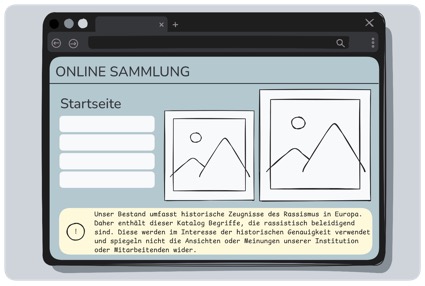 ONLINE SAMMLUNG
Startseite
Unser Bestand umfasst historische Zeugnisse des Rassismus in Europa.
Daher enthält dieser Katalog Begriffe, die rassistisch beleidigend
sind. Diese werden im Interesse der historischen Genauigkeit verwendet
und spiegeln nicht die Ansichten oder Meinungen unserer Institution
oder Mitarbeitenden wider.